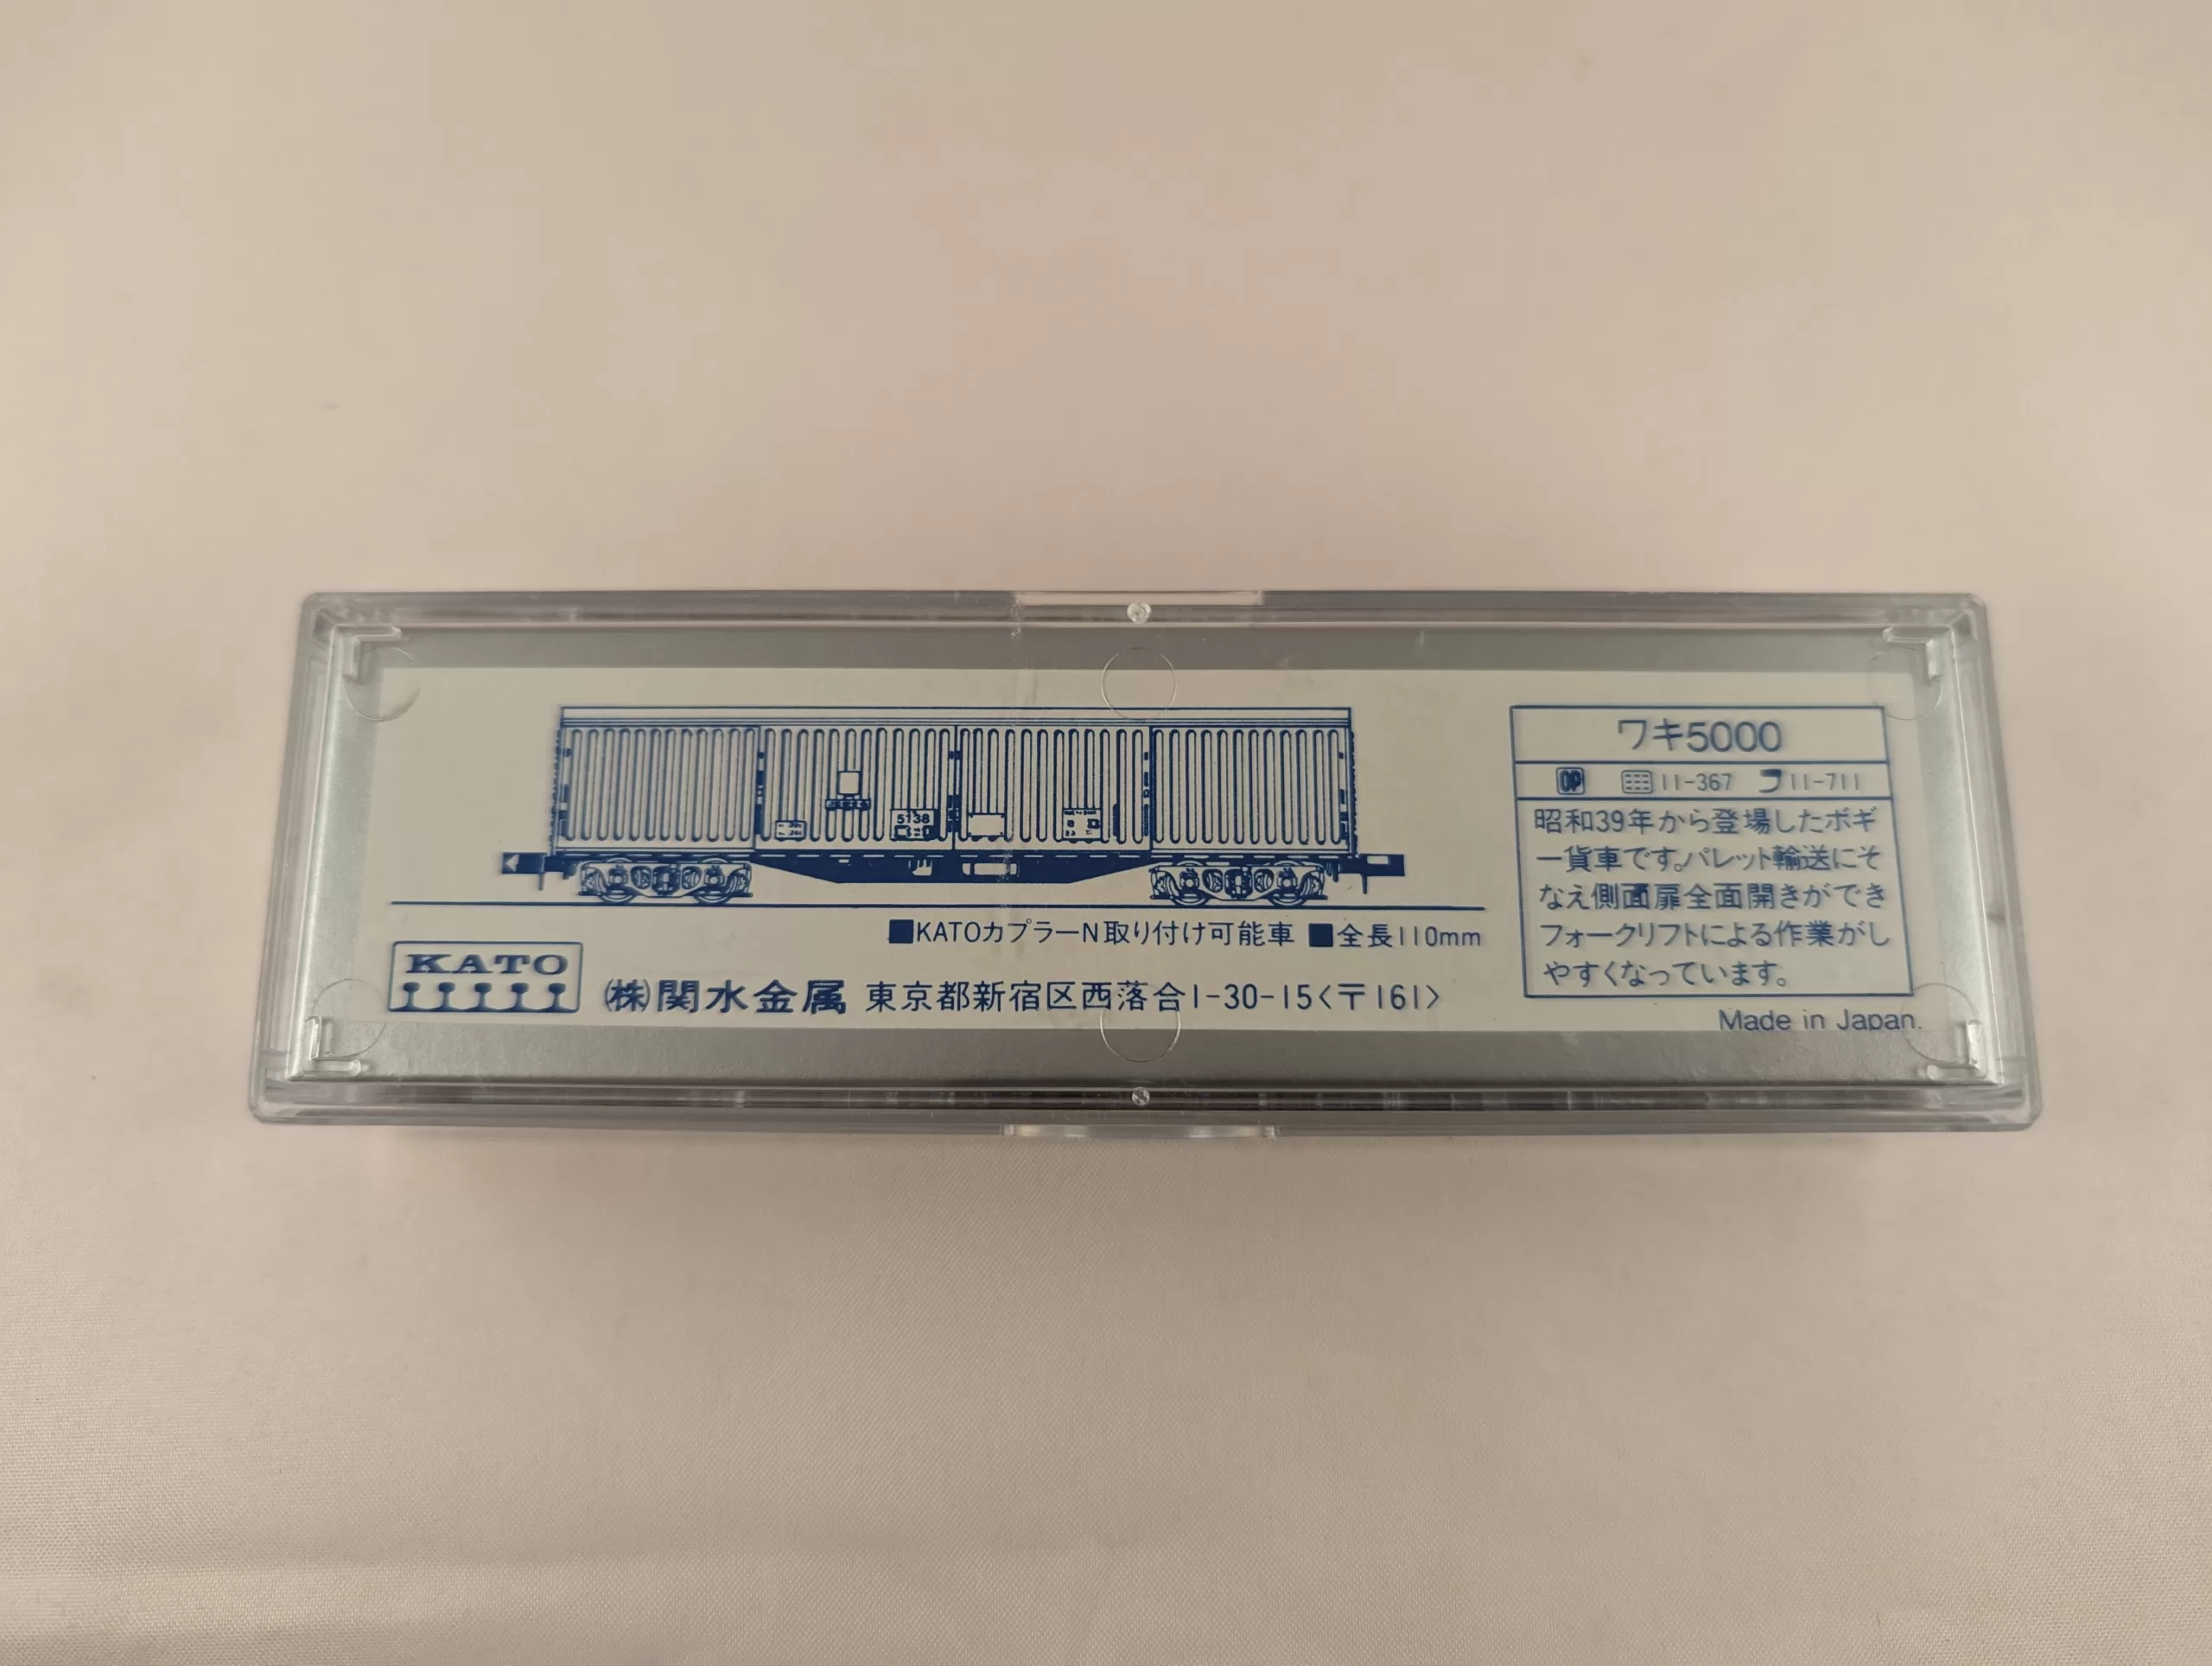 5138
■KATOカプラーN取り付け可能車 ■全長110mm
KATO
㈱関水金属 東京都新宿区西落合1-30-15<〒161>
ワキ5000
OP 11-367 11-711
昭和39年から登場したボギ
ー貨車です。パレット輸送にそ
なえ側面扉全面開きができ
フォークリフトによる作業がし
やすくなっています。
Made in Japan.